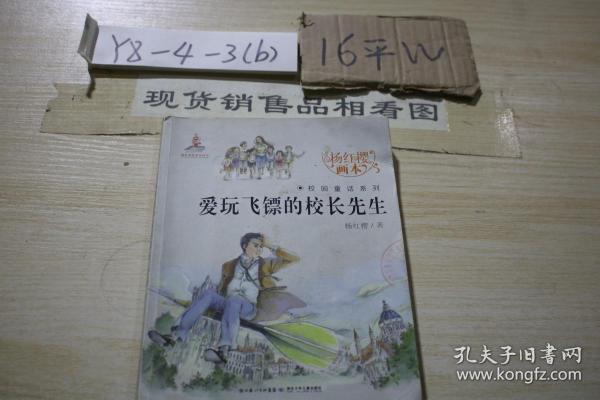 Y8-4-3(b)
16平W
现货销售品相看图
杨红樱
画本
校园童话系列
爱玩飞镖的校长先生
杨红樱/著
孔夫子旧书网
www.kongfz.com